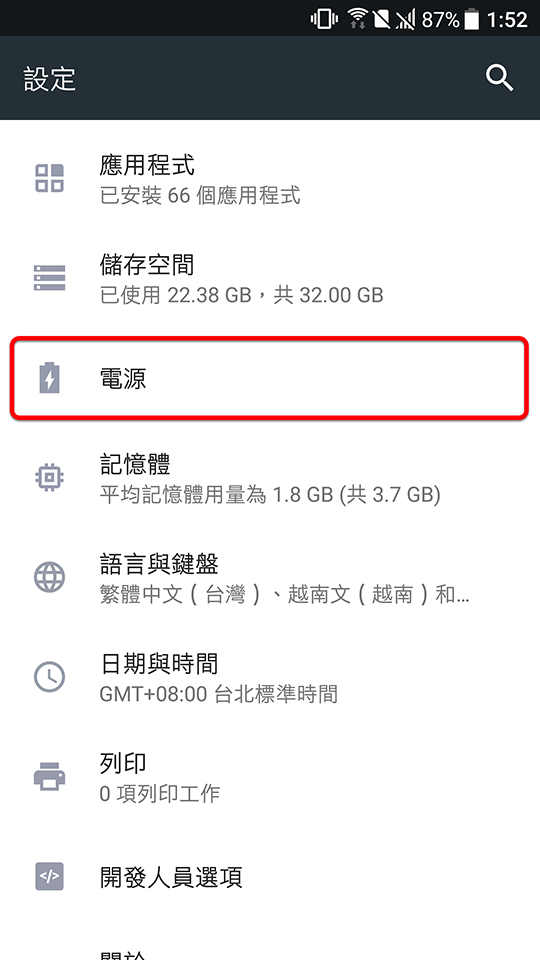 87% 1:52
設定
應用程式
已安裝 66 個應用程式
儲存空間
已使用 22.38 GB，共 32.00 GB
電源
記憶體
平均記憶體用量為 1.8 GB (共 3.7 GB)
語言與鍵盤
繁體中文 ( 台灣 ) 、越南文 ( 越南 ) 和...
日期與時間
GMT+08:00 台北標準時間
列印
0 項列印工作
</> 開發人員選項
關於